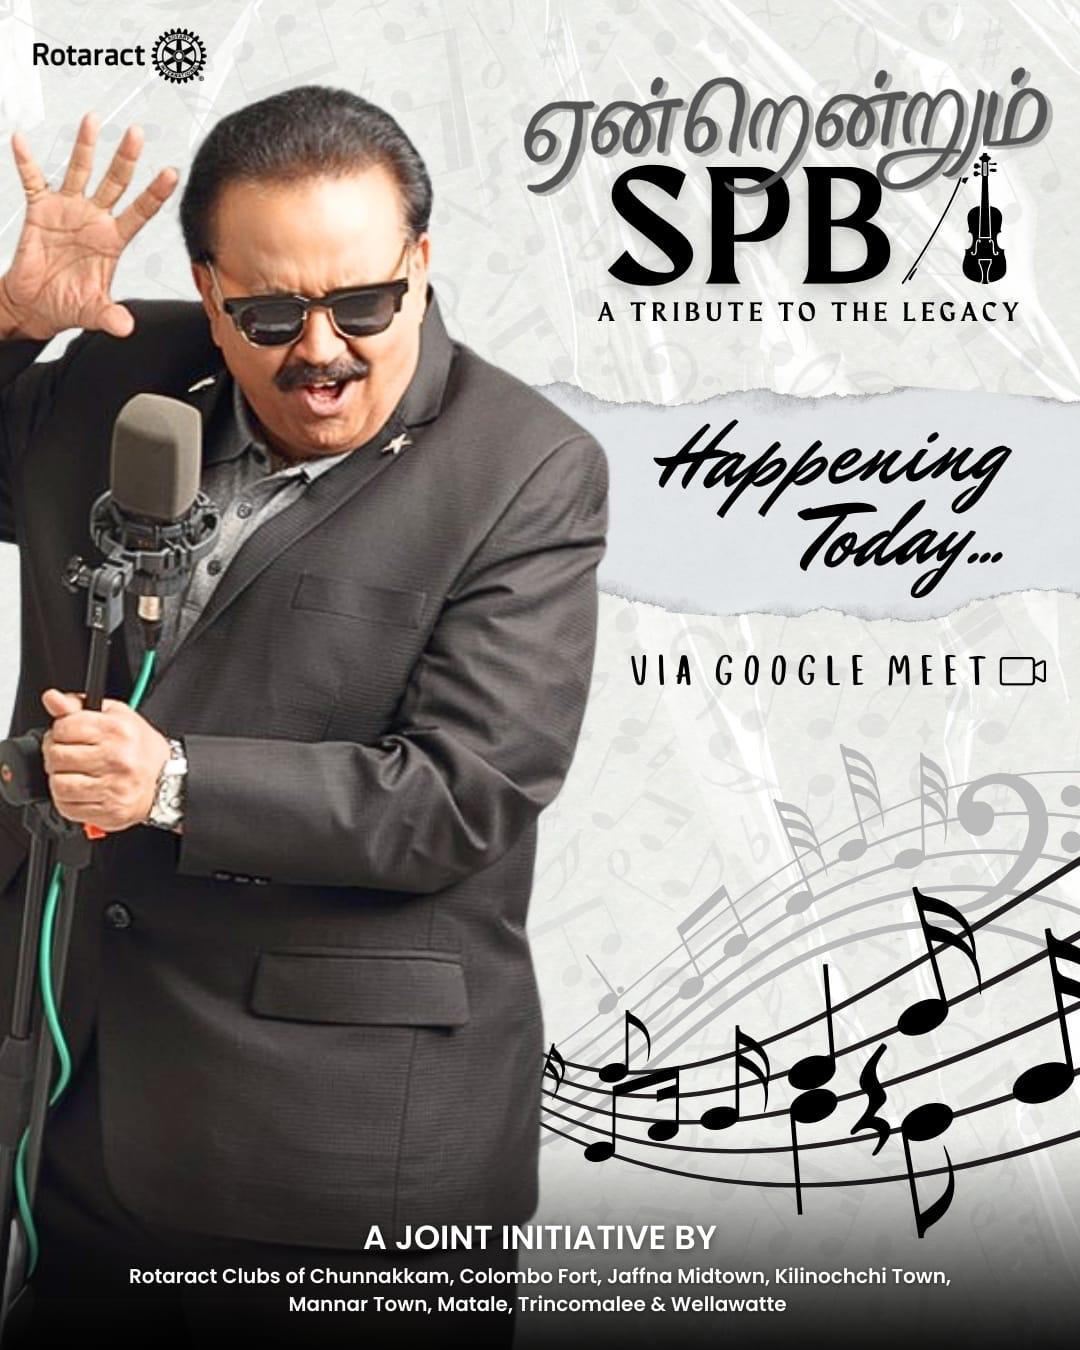 Rotaract
ஏன்றென்றும்
SPB
A TRIBUTE TO THE LEGACY
Happening
Today...
VIA GOOGLE MEET
A JOINT INITIATIVE BY
Rotaract Clubs of Chunnakkam, Colombo Fort, Jaffna Midtown, Kilinochchi Town,
Mannar Town, Matale, Trincomalee & Wellawatte